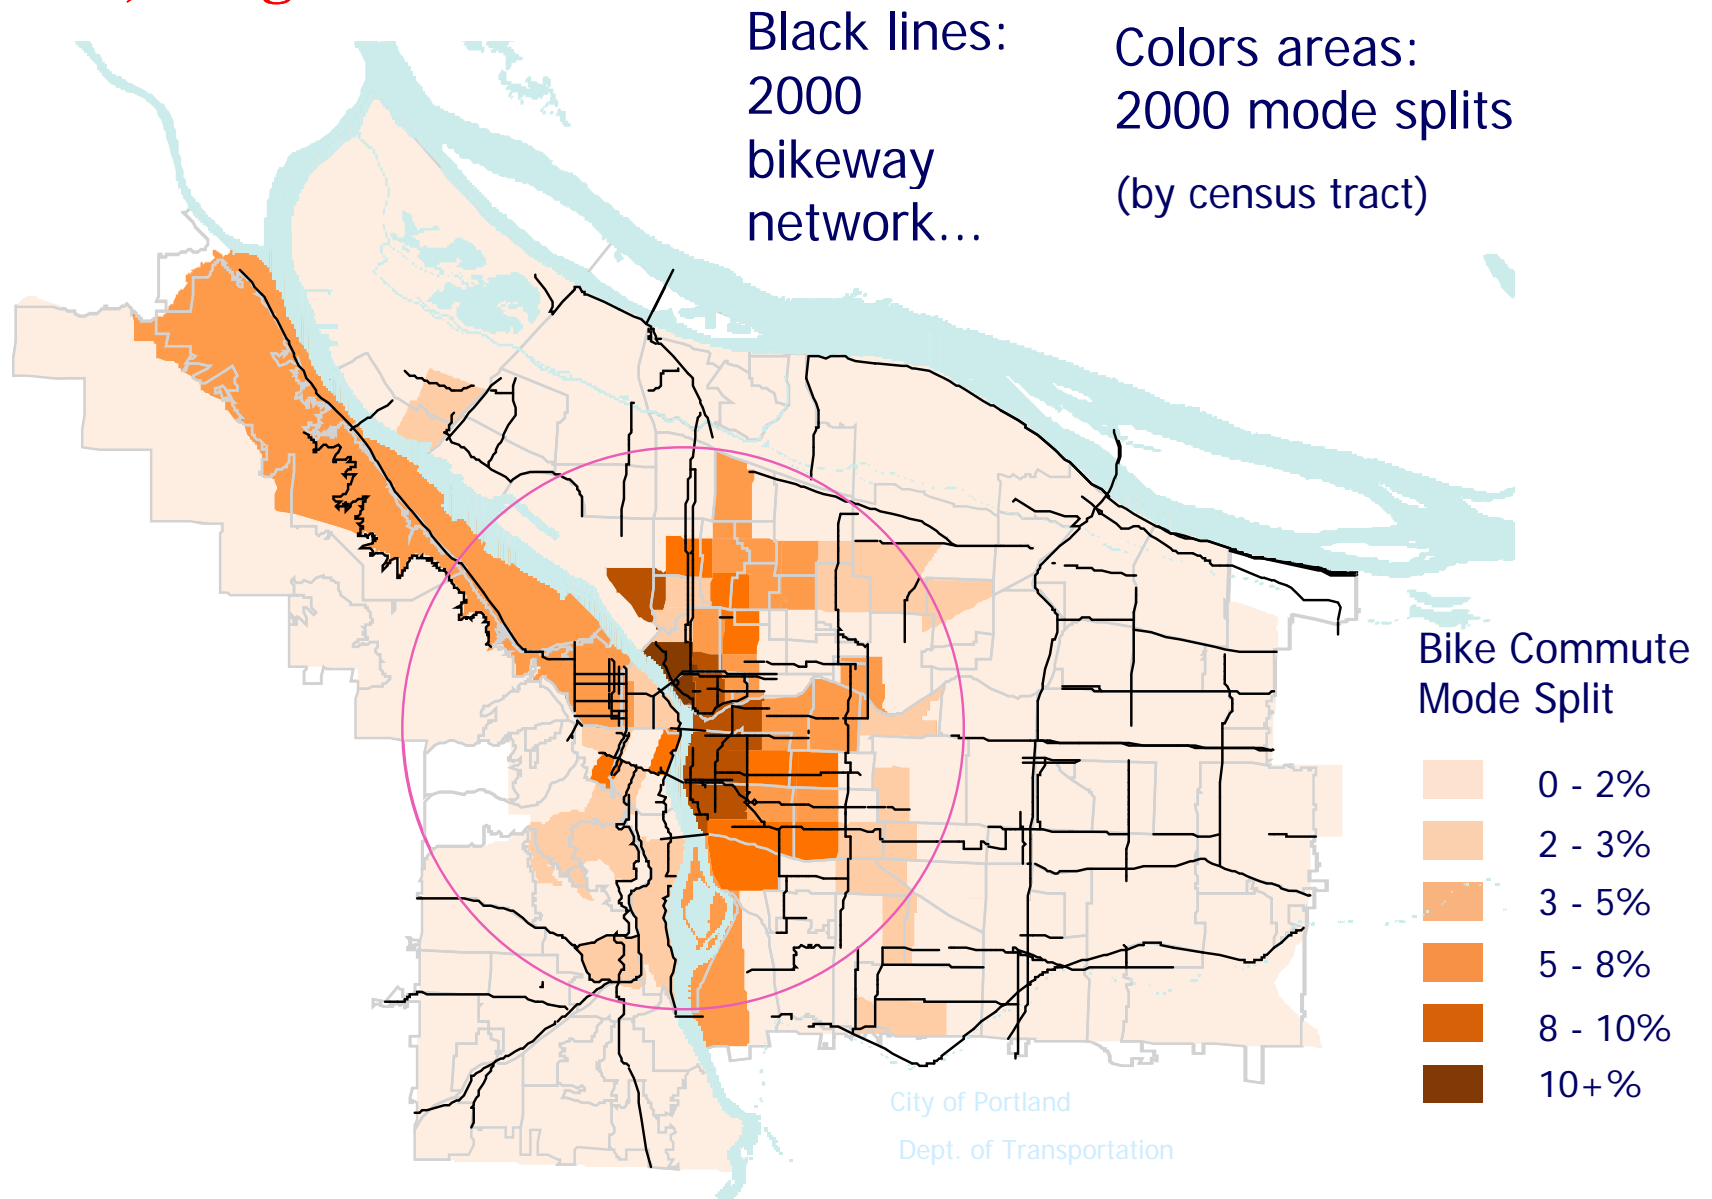 Black lines:
2000
bikeway
network...
Colors areas:
2000 mode splits
(by census tract)
Bike Commute
Mode Split
0 - 2%
2 - 3%
3 - 5%
5 - 8%
8 - 10%
10+%
City of Portland
Dept. of Transportation